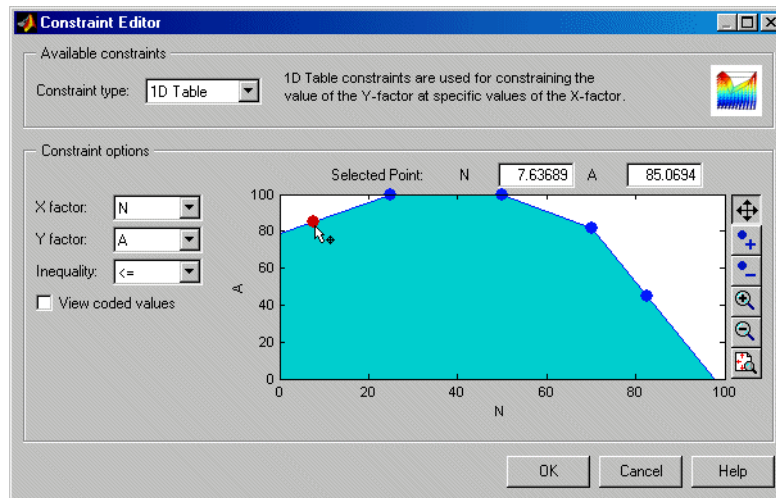 Constraint Editor
Available constraints
Constraint type: 1D Table
1D Table constraints are used for constraining the
value of the Y-factor at specific values of the X-factor.
Constraint options
Selected Point: N 7.63689 A 85.0694
X factor: N
Y factor: A
Inequality: <=
View coded values
100
80
60
40
20
0
A
0 20 40 60 80 100
N
OK Cancel Help